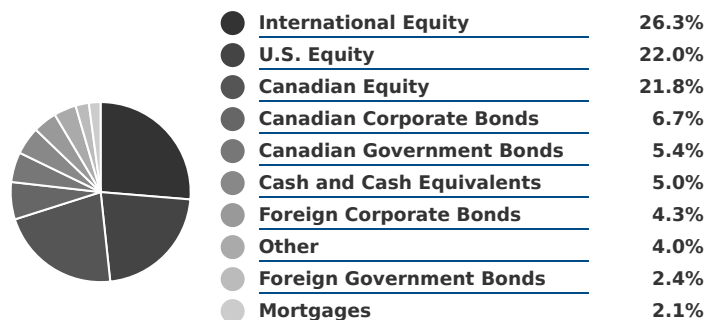 International Equity 26.3%
U.S. Equity 22.0%
Canadian Equity 21.8%
Canadian Corporate Bonds 6.7%
Canadian Government Bonds 5.4%
Cash and Cash Equivalents 5.0%
Foreign Corporate Bonds 4.3%
Other 4.0%
Foreign Government Bonds 2.4%
Mortgages 2.1%